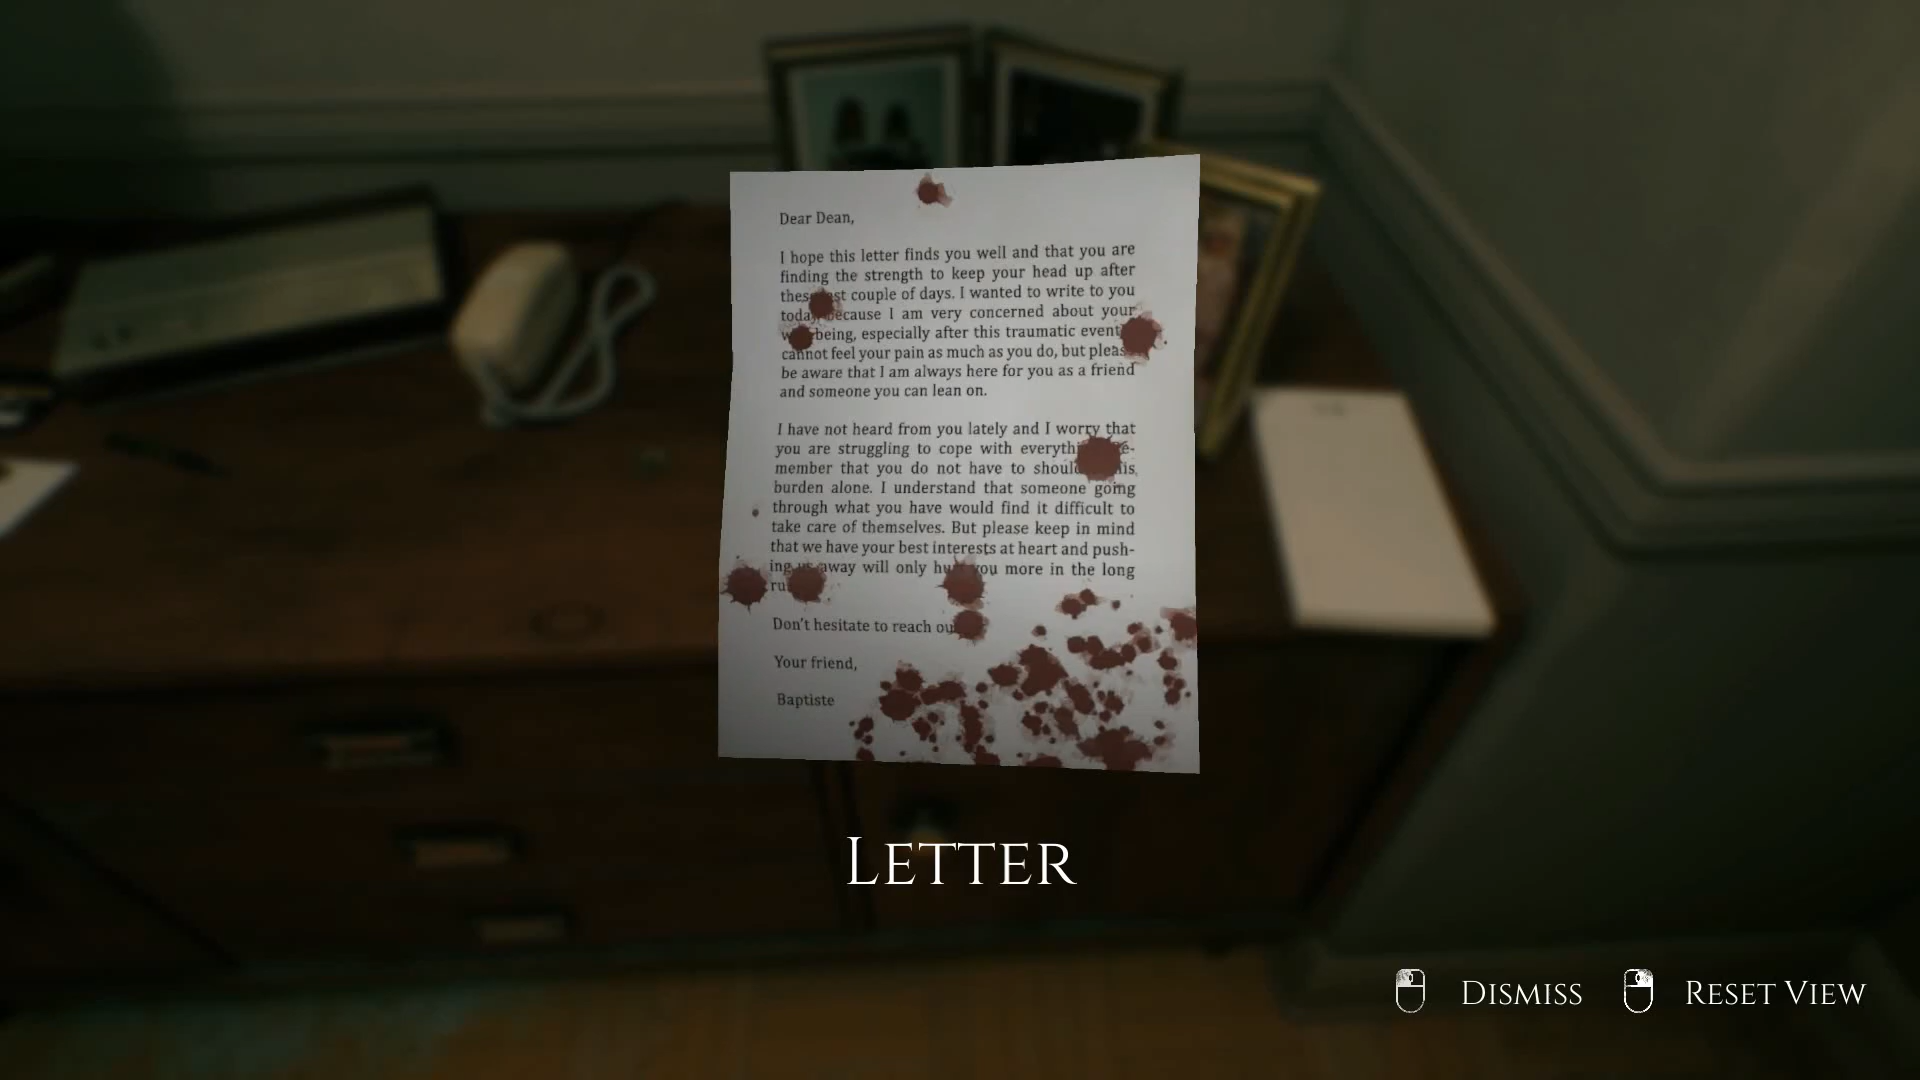 Dear Dean,
I hope this letter finds you well and that you are
finding the strength to keep your head up after
couple of days. I wanted to write to you
because I am very concerned about your
being, especially after this traumatic event
cannot feel your pain as much as you do, but please
be aware that I am always here for you as a friend
and someone you can lean on.
I have not heard from you lately and I worry that
you are struggling to cope with
member that you do not have to
burden alone. I understand that someone going
through what you have would find it difficult to
take care of themselves. But please keep in mind
that we have your best interests at heart and push-
ing us away will only you more in the long
Don't hesitate to reach
Your friend,
Baptiste
LETTER
DISMISS RESET VIEW